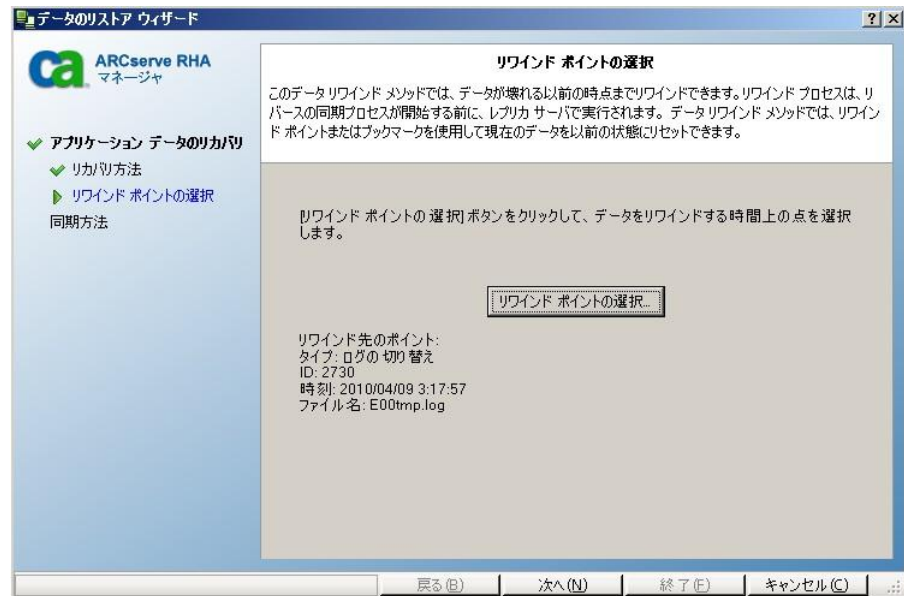 データのリストア ウィザード
ca
ARCserve RHA
マネージャ
アプリケーション データのリカバリ
リカバリ方法
リワインド ポイントの選択
同期方法
リワインド ポイントの選択
このデータ リワインド メソッドでは、データが壊れる以前の時点までリワインドできます。リワインド プロセスは、リ
バースの同期プロセスが開始する前に、レプリカ サーバで実行されます。 データ リワインド メソッドでは、リワイン
ド ポイントまたはブックマークを使用して現在のデータを以前の状態にリセットできます。
[リワインド ポイントの 選択] ボタンをクリックして、データをリワインドする時間上の点を選択
します。
リワインド ポイントの選択...
リワインド先のポイント:
タイプ: ログの 切り替え
ID: 2730
時刻: 2010/04/09 3:17:57
ファイル名: E00tmp.log
戻る(B)
次へ(N)
終了(F)
キャンセル(C)